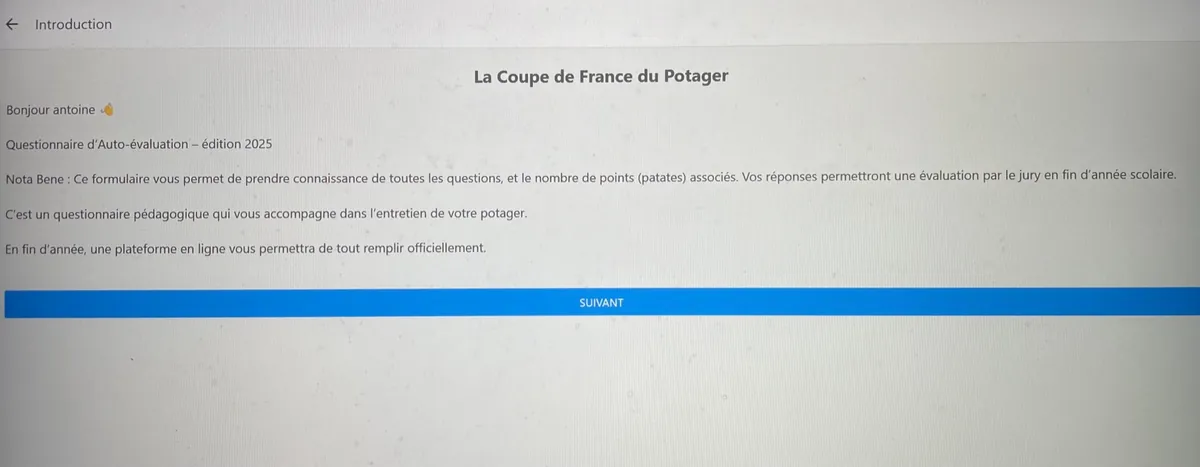 ← Introduction
La Coupe de France du Potager
Bonjour antoine 👋
Questionnaire d'Auto-évaluation – édition 2025
Nota Bene : Ce formulaire vous permet de prendre connaissance de toutes les questions, et le nombre de points (patates) associés. Vos réponses permettront une évaluation par le jury en fin d'année scolaire.
C'est un questionnaire pédagogique qui vous accompagne dans l'entretien de votre potager.
En fin d'année, une plateforme en ligne vous permettra de tout remplir officiellement.
SUIVANT